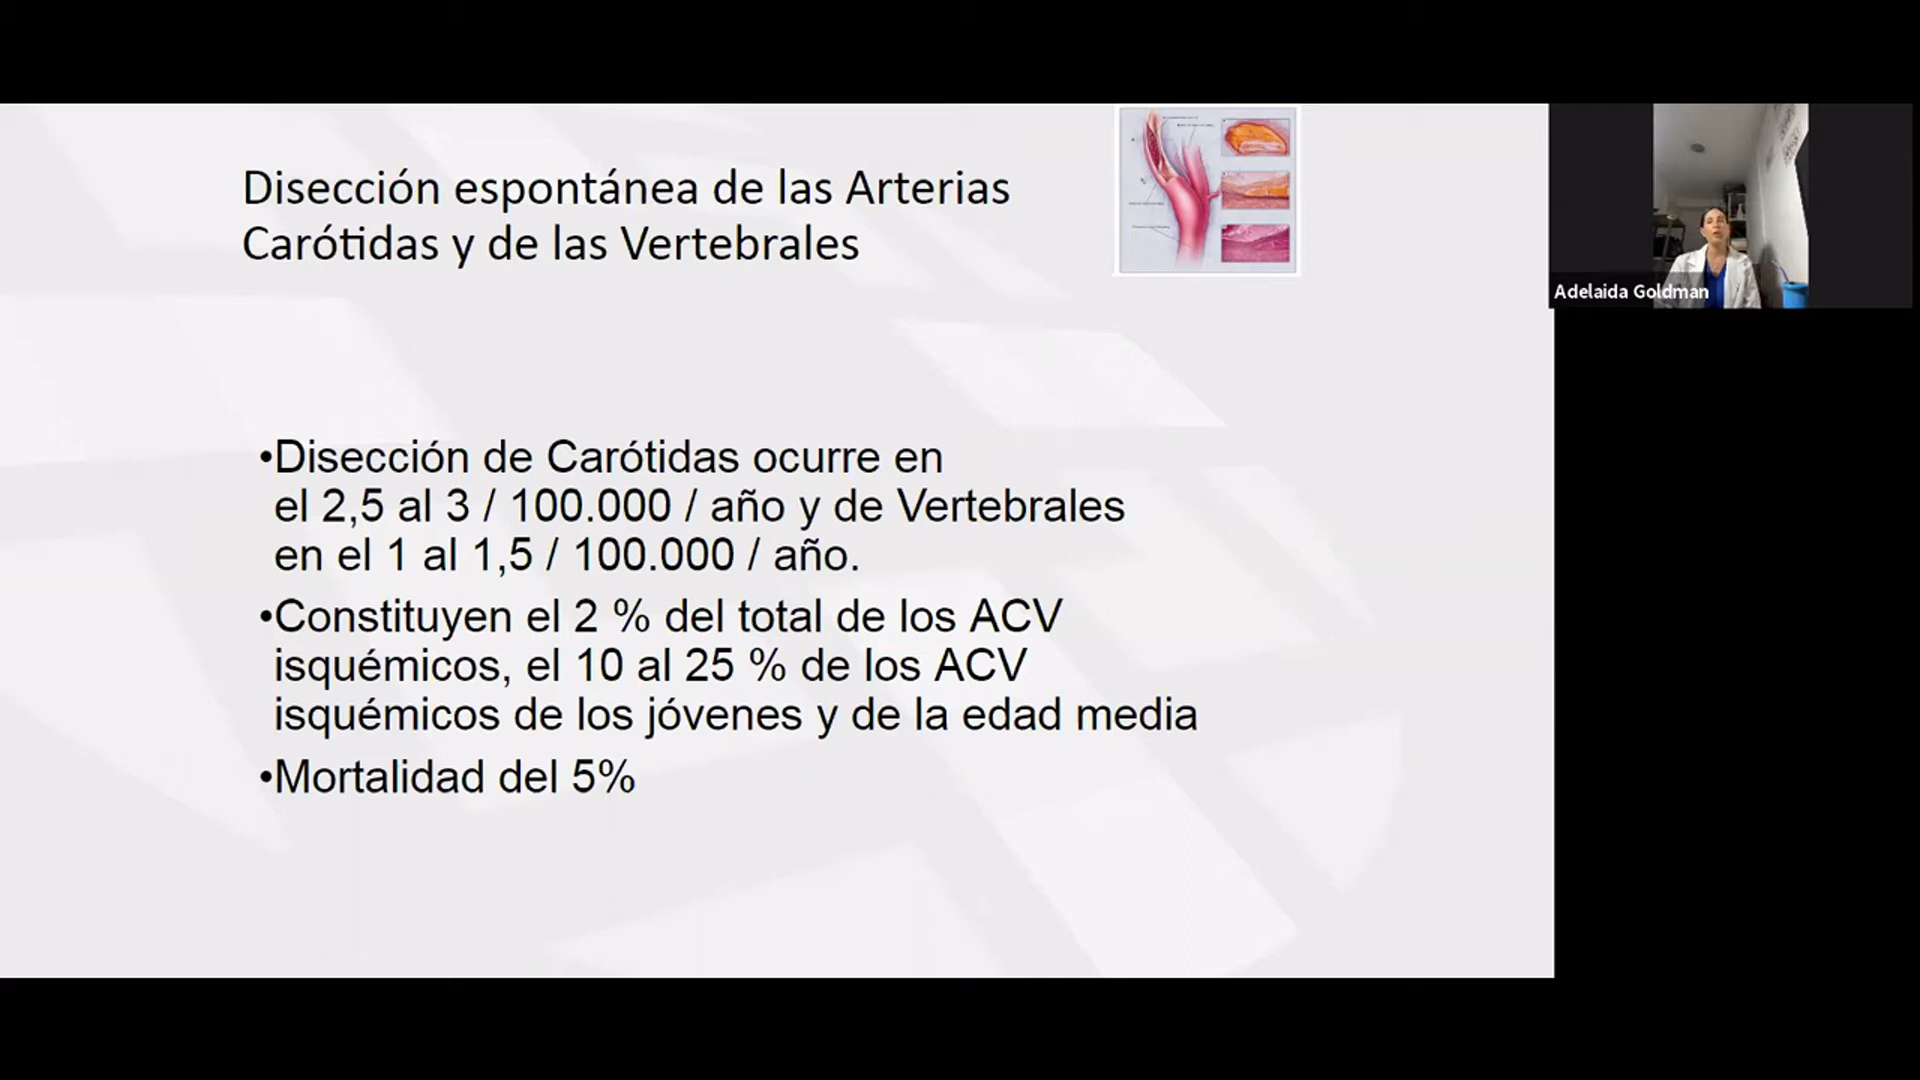 Disección espontánea de las Arterias
Carótidas y de las Vertebrales
•Disección de Carótidas ocurre en
el 2,5 al 3 / 100.000 / año y de Vertebrales
en el 1 al 1,5 / 100.000 / año.
•Constituyen el 2 % del total de los ACV
isquémicos, el 10 al 25 % de los ACV
isquémicos de los jóvenes y de la edad media
•Mortalidad del 5%
Adelaida Goldman